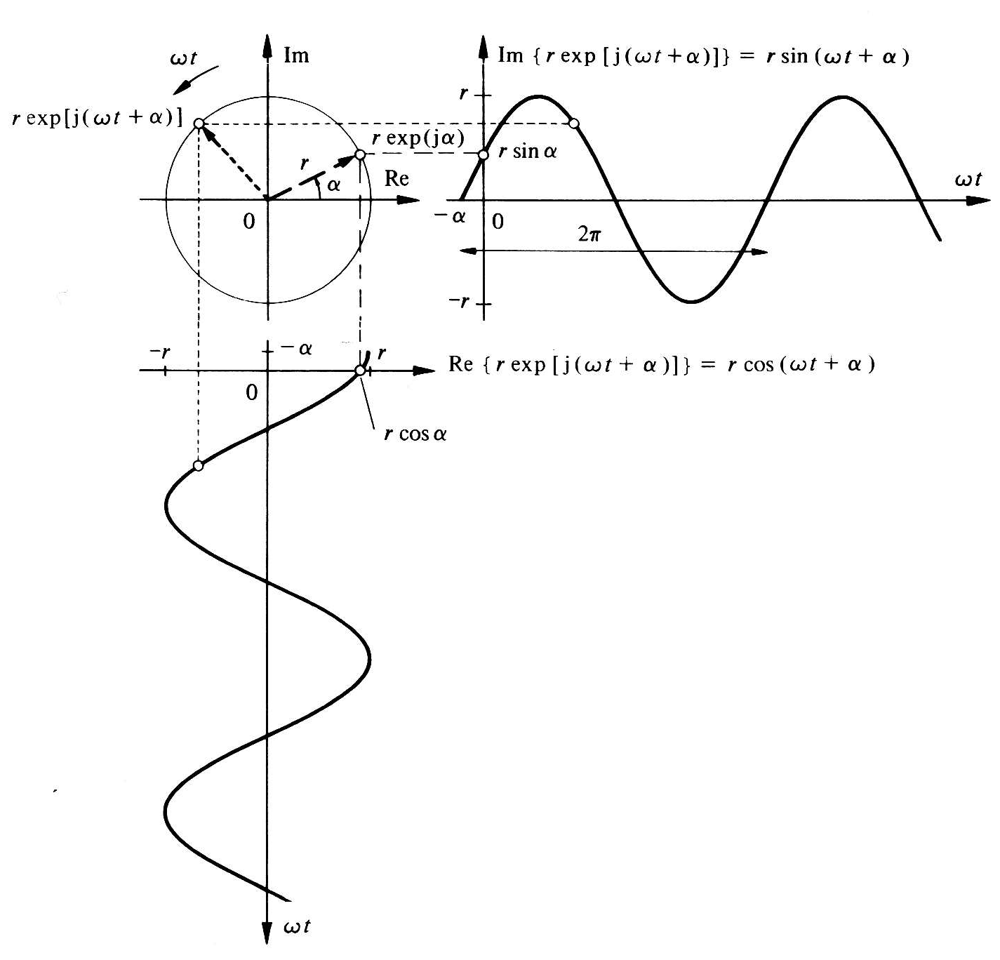 ωt
Im
Im {r exp [j(ωt+α)]} = r sin (ωt + α)
r
r exp[j(ωt + α)]
r exp(jα)
r sin α
r
α
Re
ωt
0
-α
0
2π
-r
-r
-α
r
Re {r exp [j(ωt + α)]} = r cos (ωt + α)
0
r cos α
ωt